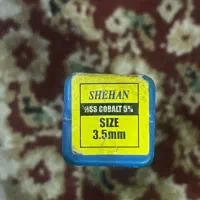 SHEHAN
HSS COBALT 5%
SIZE
3.5mm